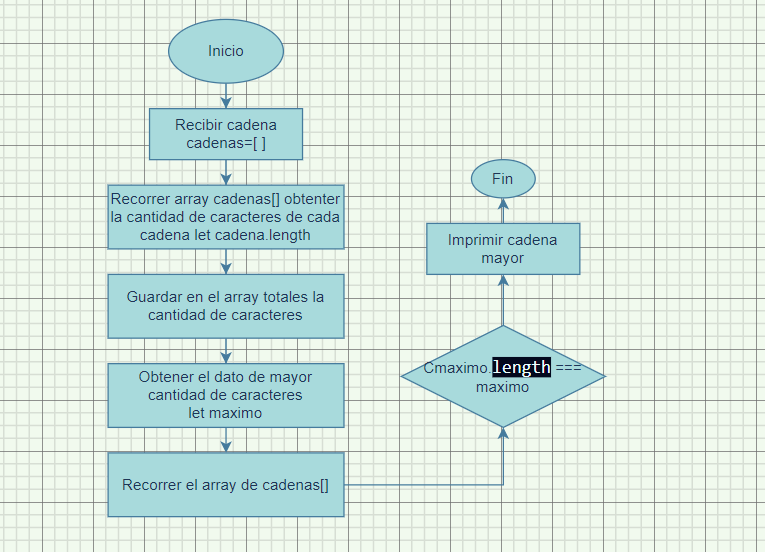 Inicio
Recibir cadena
cadenas=[ ]
Recorrer array cadenas[] obtenter
la cantidad de caracteres de cada
cadena let cadena.length
Guardar en el array totales la
cantidad de caracteres
Obtener el dato de mayor
cantidad de caracteres
let maximo
Recorrer el array de cadenas[]
Cmaximo.length ===
maximo
Imprimir cadena
mayor
Fin